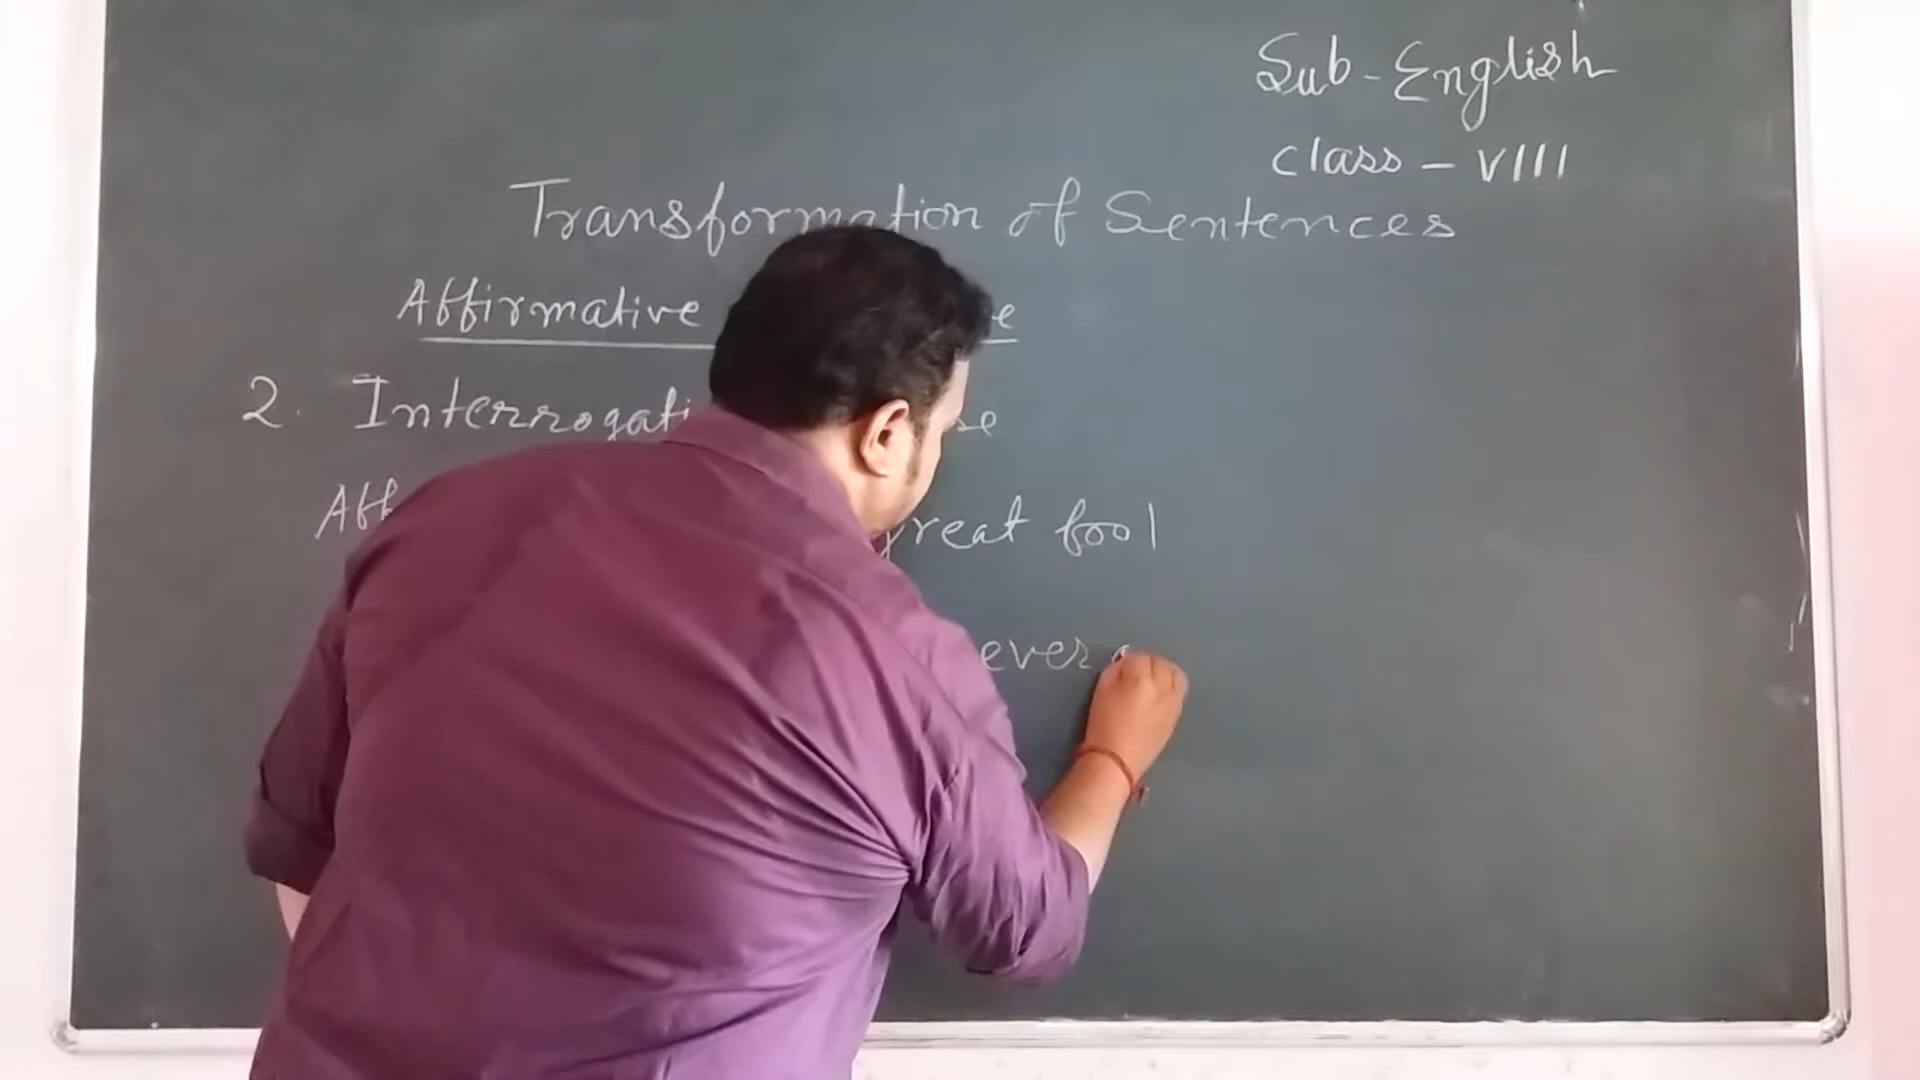 Sub - English
Class - VIII
Transformation of Sentences
Affirmative
2. Interrogati
Aff great fool
ever